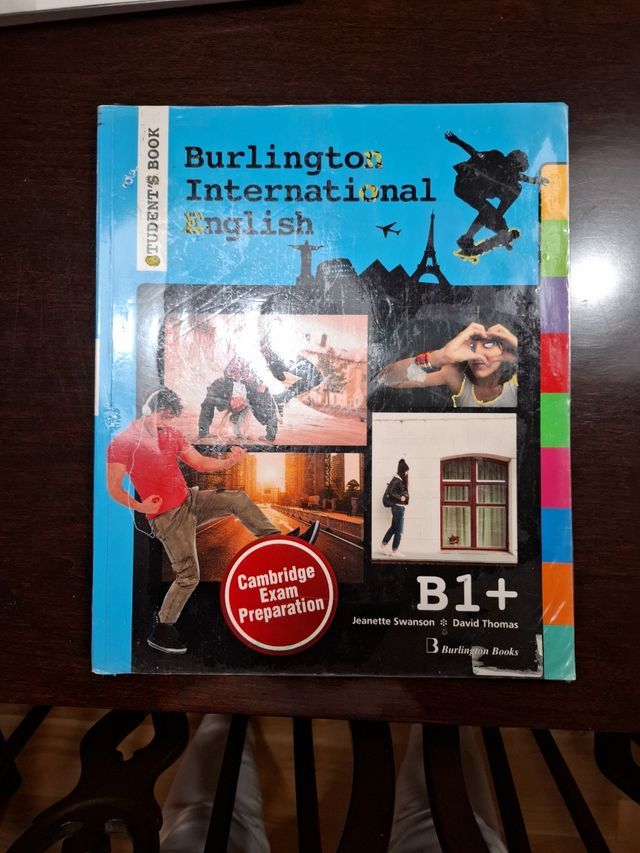 STUDENT'S BOOK
Burlington
International
English
Cambridge
Exam
Preparation
B1+
Jeanette Swanson ❇ David Thomas
B Burlington Books